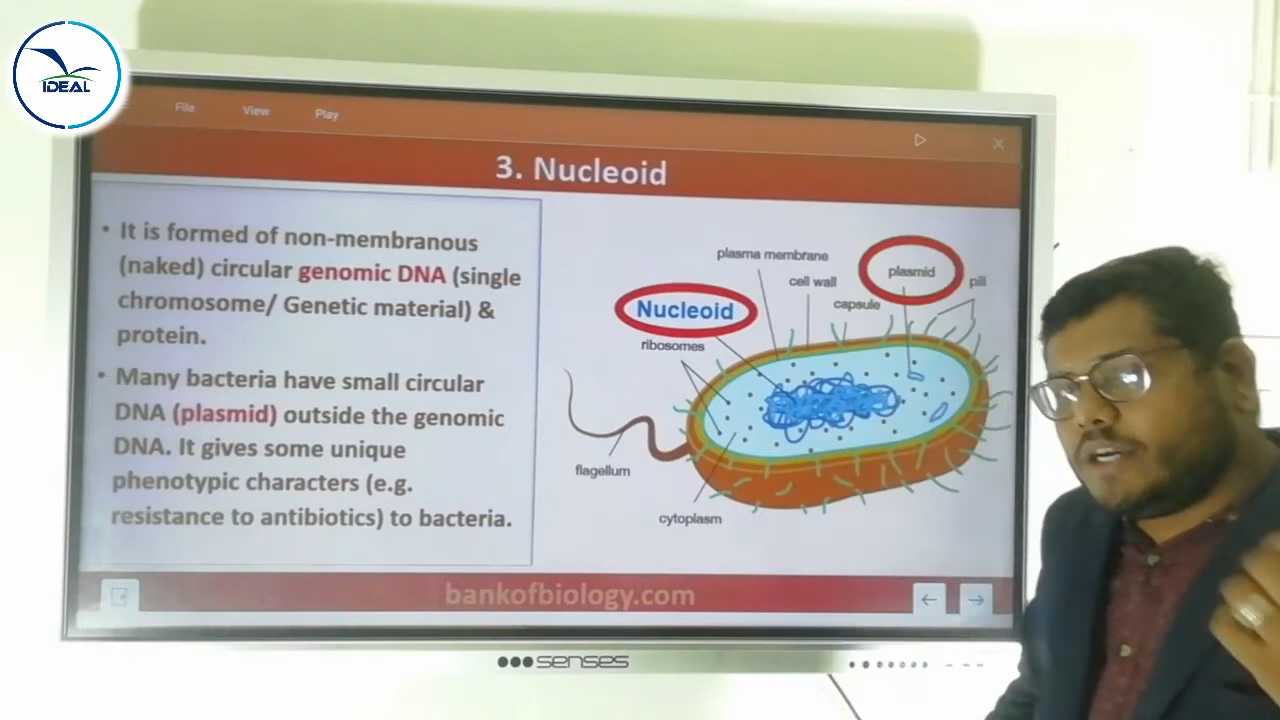 IDEAL
File View Play
3. Nucleoid
• It is formed of non-membranous
(naked) circular genomic DNA (single
chromosome/ Genetic material) &
protein.
• Many bacteria have small circular
DNA (plasmid) outside the genomic
DNA. It gives some unique
phenotypic characters (e.g.
resistance to antibiotics) to bacteria.
plasma membrane
plasmid
cell wall
pili
capsule
Nucleoid
ribosomes
flagellum
cytoplasm
bankofbiology.com
senses